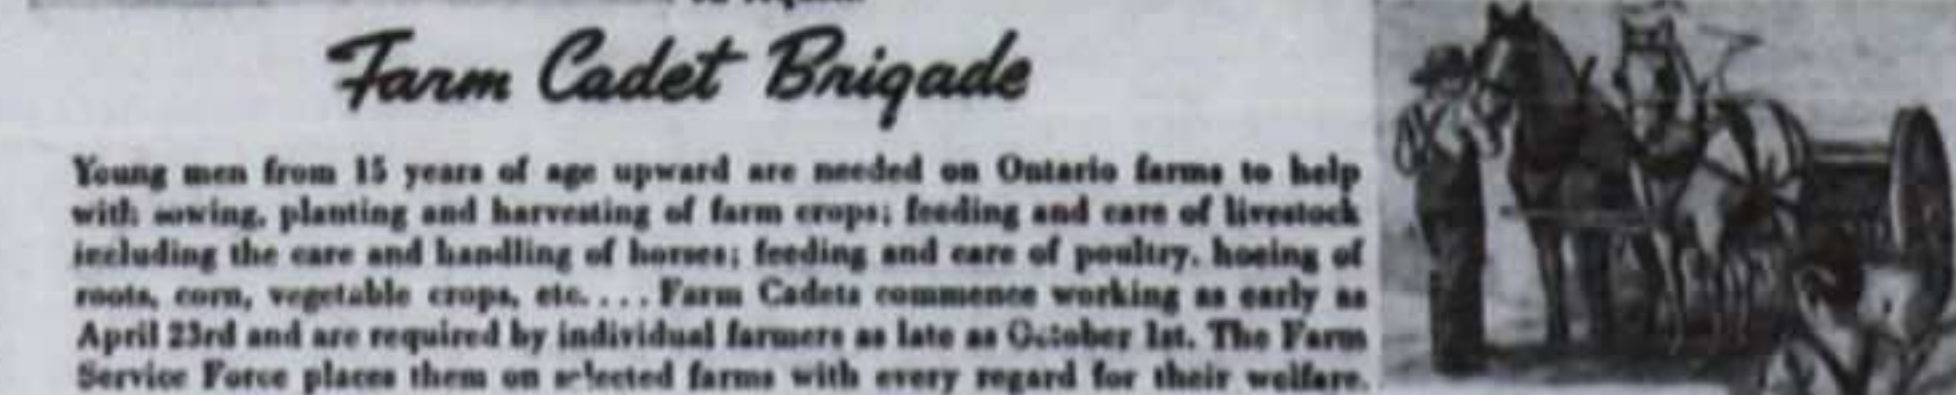 Farm Cadet Brigade
Young men from 15 years of age upward are needed on Ontario farms to help
with sowing, planting and harvesting of farm crops; feeding and care of livestock
including the care and handling of horses; feeding and care of poultry, hoeing of
roots, corn, vegetable crops, etc. . . . Farm Cadets commence working as early as
April 23rd and are required by individual farmers as late as October 1st. The Farm
Service Force places them on selected farms with every regard for their welfare.